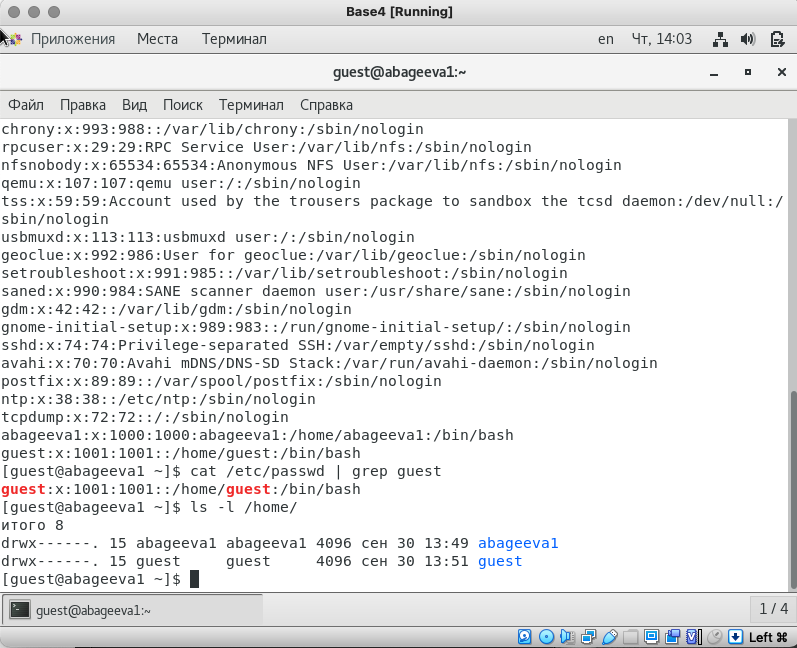 Base4 [Running]
Приложения Места Терминал en Чт, 14:03
guest@abageeva1:~
Файл Правка Вид Поиск Терминал Справка
chrony:x:993:988::/var/lib/chrony:/sbin/nologin
rpcuser:x:29:29:RPC Service User:/var/lib/nfs:/sbin/nologin
nfsnobody:x:65534:65534:Anonymous NFS User:/var/lib/nfs:/sbin/nologin
qemu:x:107:107:qemu user:/:/sbin/nologin
tss:x:59:59:Account used by the trousers package to sandbox the tcsd daemon:/dev/null:/
sbin/nologin
usbmuxd:x:113:113:usbmuxd user:/:/sbin/nologin
geoclue:x:992:986:User for geoclue:/var/lib/geoclue:/sbin/nologin
setroubleshoot:x:991:985::/var/lib/setroubleshoot:/sbin/nologin
saned:x:990:984:SANE scanner daemon user:/usr/share/sane:/sbin/nologin
gdm:x:42:42::/var/lib/gdm:/sbin/nologin
gnome-initial-setup:x:989:983::/run/gnome-initial-setup/:/sbin/nologin
sshd:x:74:74:Privilege-separated SSH:/var/empty/sshd:/sbin/nologin
avahi:x:70:70:Avahi mDNS/DNS-SD Stack:/var/run/avahi-daemon:/sbin/nologin
postfix:x:89:89::/var/spool/postfix:/sbin/nologin
ntp:x:38:38::/etc/ntp:/sbin/nologin
tcpdump:x:72:72::/:/sbin/nologin
abageeva1:x:1000:1000:abageeva1:/home/abageeva1:/bin/bash
guest:x:1001:1001::/home/guest:/bin/bash
[guest@abageeva1 ~]$ cat /etc/passwd | grep guest
guest:x:1001:1001::/home/guest:/bin/bash
[guest@abageeva1 ~]$ ls -l /home/
итого 8
drwx------. 15 abageeva1 abageeva1 4096 сен 30 13:49 abageeva1
drwx------. 15 guest     guest     4096 сен 30 13:51 guest
[guest@abageeva1 ~]$
guest@abageeva1:~ 1 / 4
Left ⌘